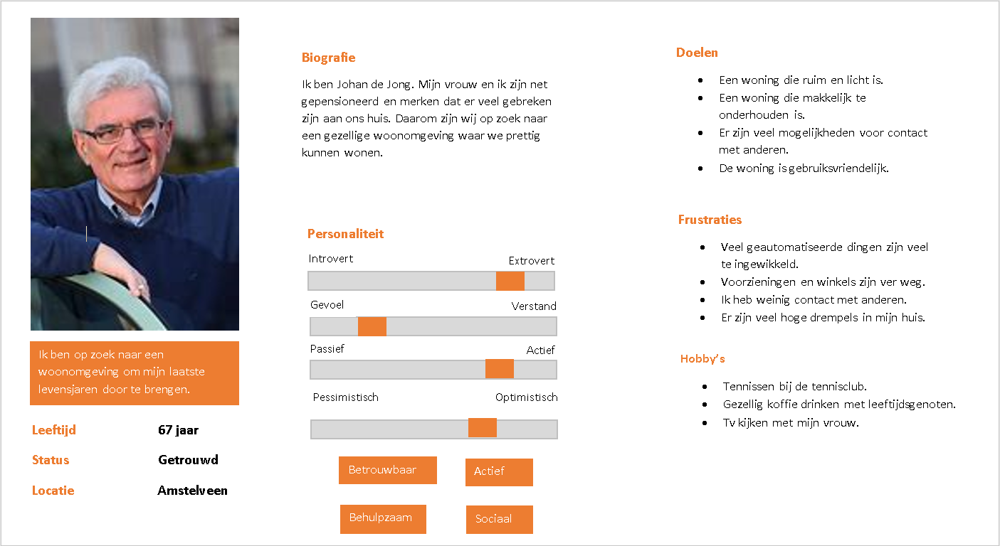 Ik ben op zoek naar een
woonomgeving om mijn laatste
levensjaren door te brengen.
Leeftijd 67 jaar
Status Getrouwd
Locatie Amstelveen
Biografie
Ik ben Johan de Jong. Mijn vrouw en ik zijn net
gepensioneerd en merken dat er veel gebreken
zijn aan ons huis. Daarom zijn wij op zoek naar
een gezellige woonomgeving waar we prettig
kunnen wonen.
Personaliteit
Introvert Extrovert
Gevoel Verstand
Passief Actief
Pessimistisch Optimistisch
Betrouwbaar Actief
Behulpzaam Sociaal
Doelen
• Een woning die ruim en licht is.
• Een woning die makkelijk te
onderhouden is.
• Er zijn veel mogelijkheden voor contact
met anderen.
• De woning is gebruiksvriendelijk.
Frustraties
• Veel geautomatiseerde dingen zijn veel
te ingewikkeld.
• Voorzieningen en winkels zijn ver weg.
• Ik heb weinig contact met anderen.
• Er zijn veel hoge drempels in mijn huis.
Hobby's
• Tennissen bij de tennisclub.
• Gezellig koffie drinken met leeftijdsgenoten.
• Tv kijken met mijn vrouw.